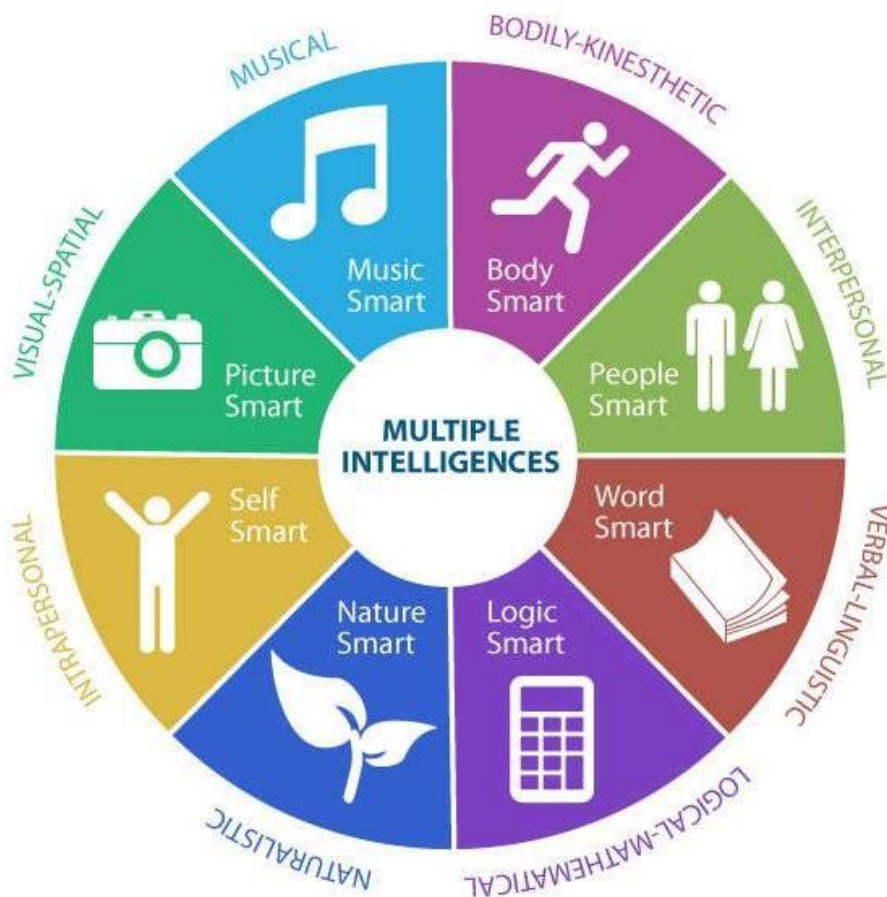 MUSICAL
BODILY-KINESTHETIC
INTERPERSONAL
VERBAL-LINGUISTIC
LOGICAL-MATHEMATICAL
NATURALISTIC
INTRAPERSONAL
VISUAL-SPATIAL
Music
Smart
Body
Smart
People
Smart
Word
Smart
Logic
Smart
Nature
Smart
Self
Smart
Picture
Smart
MULTIPLE
INTELLIGENCES